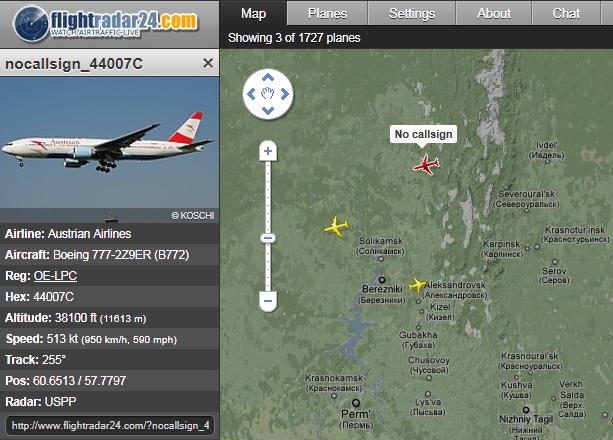 flightradar24.com
WATCH AIRTRAFFIC LIVE
Map
Planes
Settings
About
Chat
Showing 3 of 1727 planes
nocallsign_44007C
×
Austrian
© KOSCHI
Airline: Austrian Airlines
Aircraft: Boeing 777-2Z9ER (B772)
Reg: OE-LPC
Hex: 44007C
Altitude: 38100 ft (11613 m)
Speed: 513 kt (950 km/h, 590 mph)
Track: 255°
Pos: 60.6513 / 57.7797
Radar: USPP
http://www.flightradar24.com/?nocallsign_4
No callsign
Ivdel'
(Ивдель)
Severoural'sk
(Североуральск)
Krasnotur'insk
(Краснотурьинск)
Karpinsk
(Карпинск)
Solikamsk
(Соликамск)
Serov
(Серов)
Berezniki
(Березники)
Aleksandrovsk
(Александровск)
Kizel
(Кизел)
Gubakha
(Губаха)
Chusovoy
(Чусовой)
Krasnoural'sk
(Красноуральск)
Krasnokamsk
(Краснокамск)
Kushva
(Кушва)
Verkh
Salda
(Верх.
Салда)
Lys'va
(Лысьва)
Perm'
(Пермь)
Nizhniy Tagil
(Нижний
Тагил)